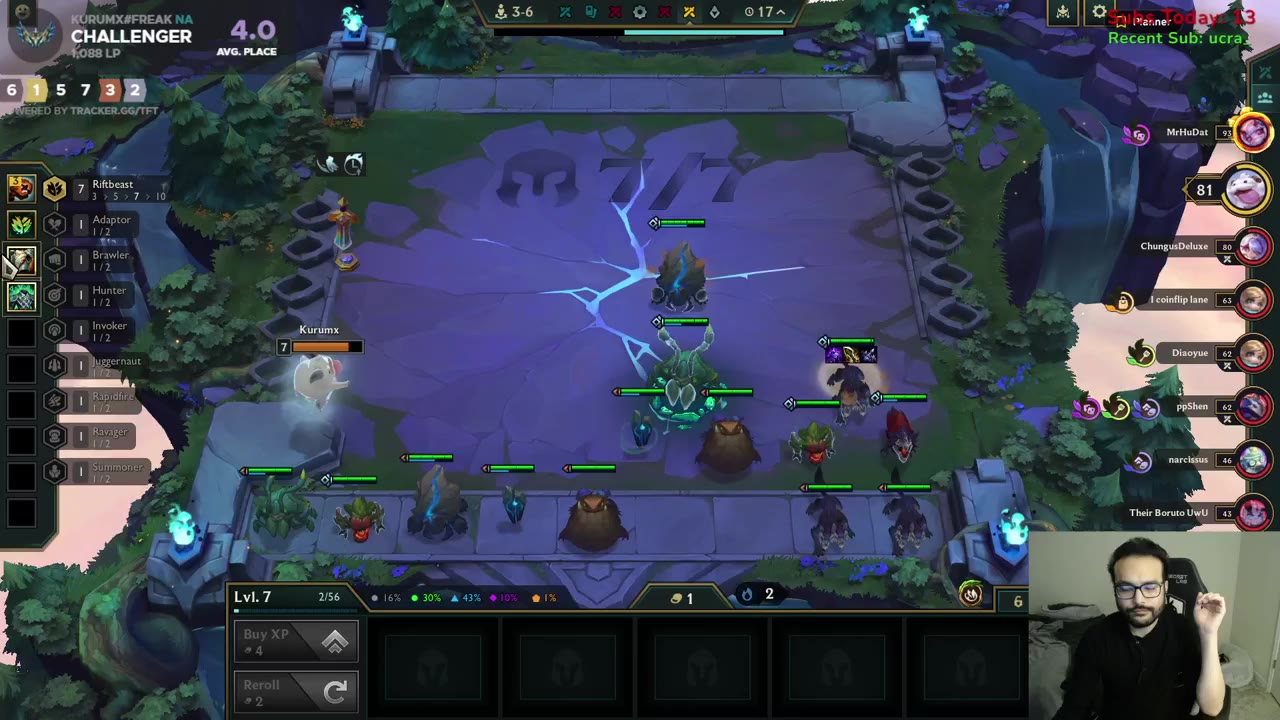 KURUMX#FREAK NA
CHALLENGER
1,088 LP
4.0
AVG. PLACE
6 1 5 7 3 2
WERED BY TRACKER.GG/TFT
3-6
17
Planner
Subs Today: 13
Recent Sub: ucra
7/7
7 Riftbeast
3 > 5 > 7 > 10
1 Adaptor
1 / 2
1 Brawler
1 / 2
1 Hunter
1 / 2
1 Invoker
1 / 2
1 Juggernaut
1 / 2
1 Rapidfire
1 / 2
1 Ravager
1 / 2
1 Summoner
1 / 2
Kurumx
7
MrHuDat 93
81
ChungusDeluxe 80
I coinflip lane 63
Diaoyue 62
ppShen 62
narcissus 46
Their Boruto UwU 43
Lvl. 7 2/56
16% 30% 43% 10% 1%
1
2
6
Buy XP
4
Reroll
2